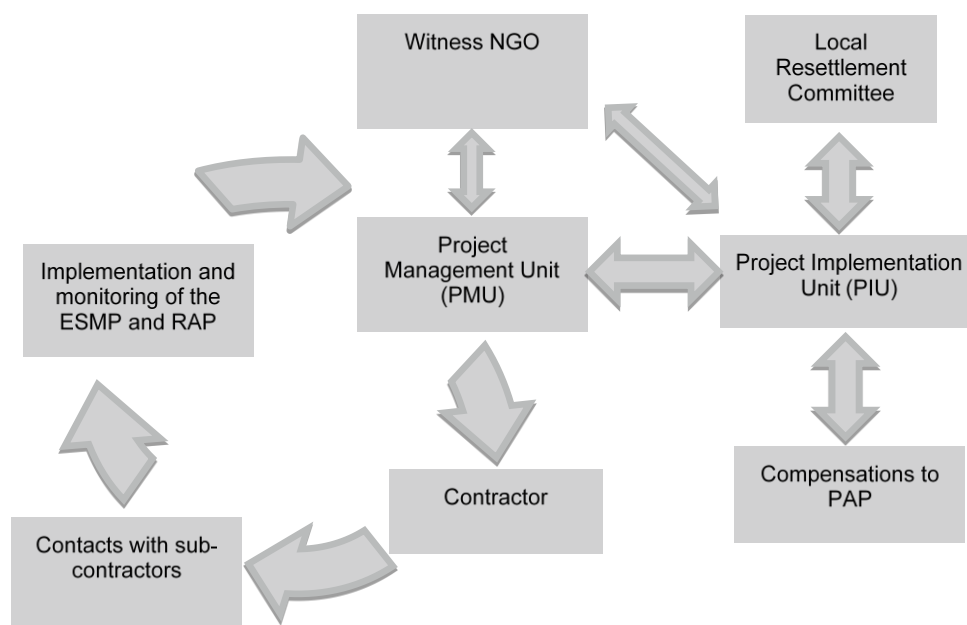 Witness NGO
Local
Resettlement
Committee
Implementation and
monitoring of the
ESMP and RAP
Project
Management Unit
(PMU)
Project Implementation
Unit (PIU)
Contractor
Compensations to
PAP
Contacts with sub-
contractors